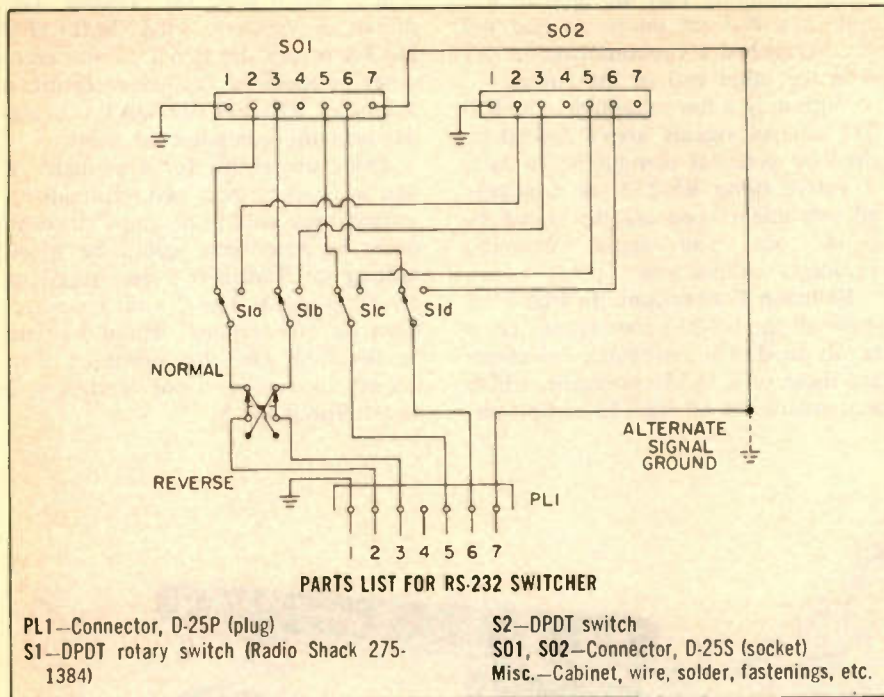 SO1
SO2
1 2 3 4 5 6 7
1 2 3 4 5 6 7
S1a
S1b
S1c
S1d
NORMAL
REVERSE
ALTERNATE
SIGNAL
GROUND
PL1
1 2 3 4 5 6 7
PARTS LIST FOR RS-232 SWITCHER
PL1—Connector, D-25P (plug)
S1—DPDT rotary switch (Radio Shack 275-
1384)
S2—DPDT switch
SO1, SO2—Connector, D-25S (socket)
Misc.—Cabinet, wire, solder, fastenings, etc.